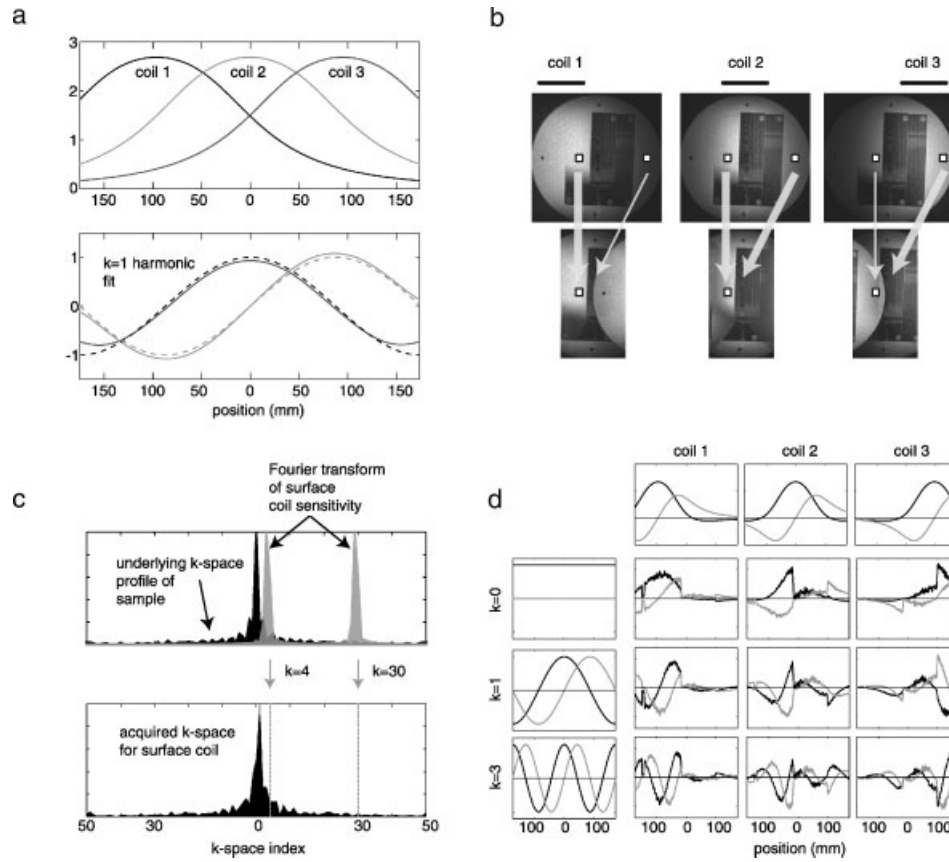 a
3
2
1
0
coil 1
coil 2
coil 3
150 100 50 0 50 100 150
1
0
-1
k=1 harmonic
fit
150 100 50 0 50 100 150
position (mm)
b
coil 1
coil 2
coil 3
c
Fourier transform
of surface
coil sensitivity
underlying k-space
profile of
sample
k=4
k=30
acquired k-space
for surface coil
50 30 0 30 50
k-space index
d
coil 1
coil 2
coil 3
k=0
k=1
k=3
100 0 100
100 0 100
100 0 100
100 0 100
position (mm)